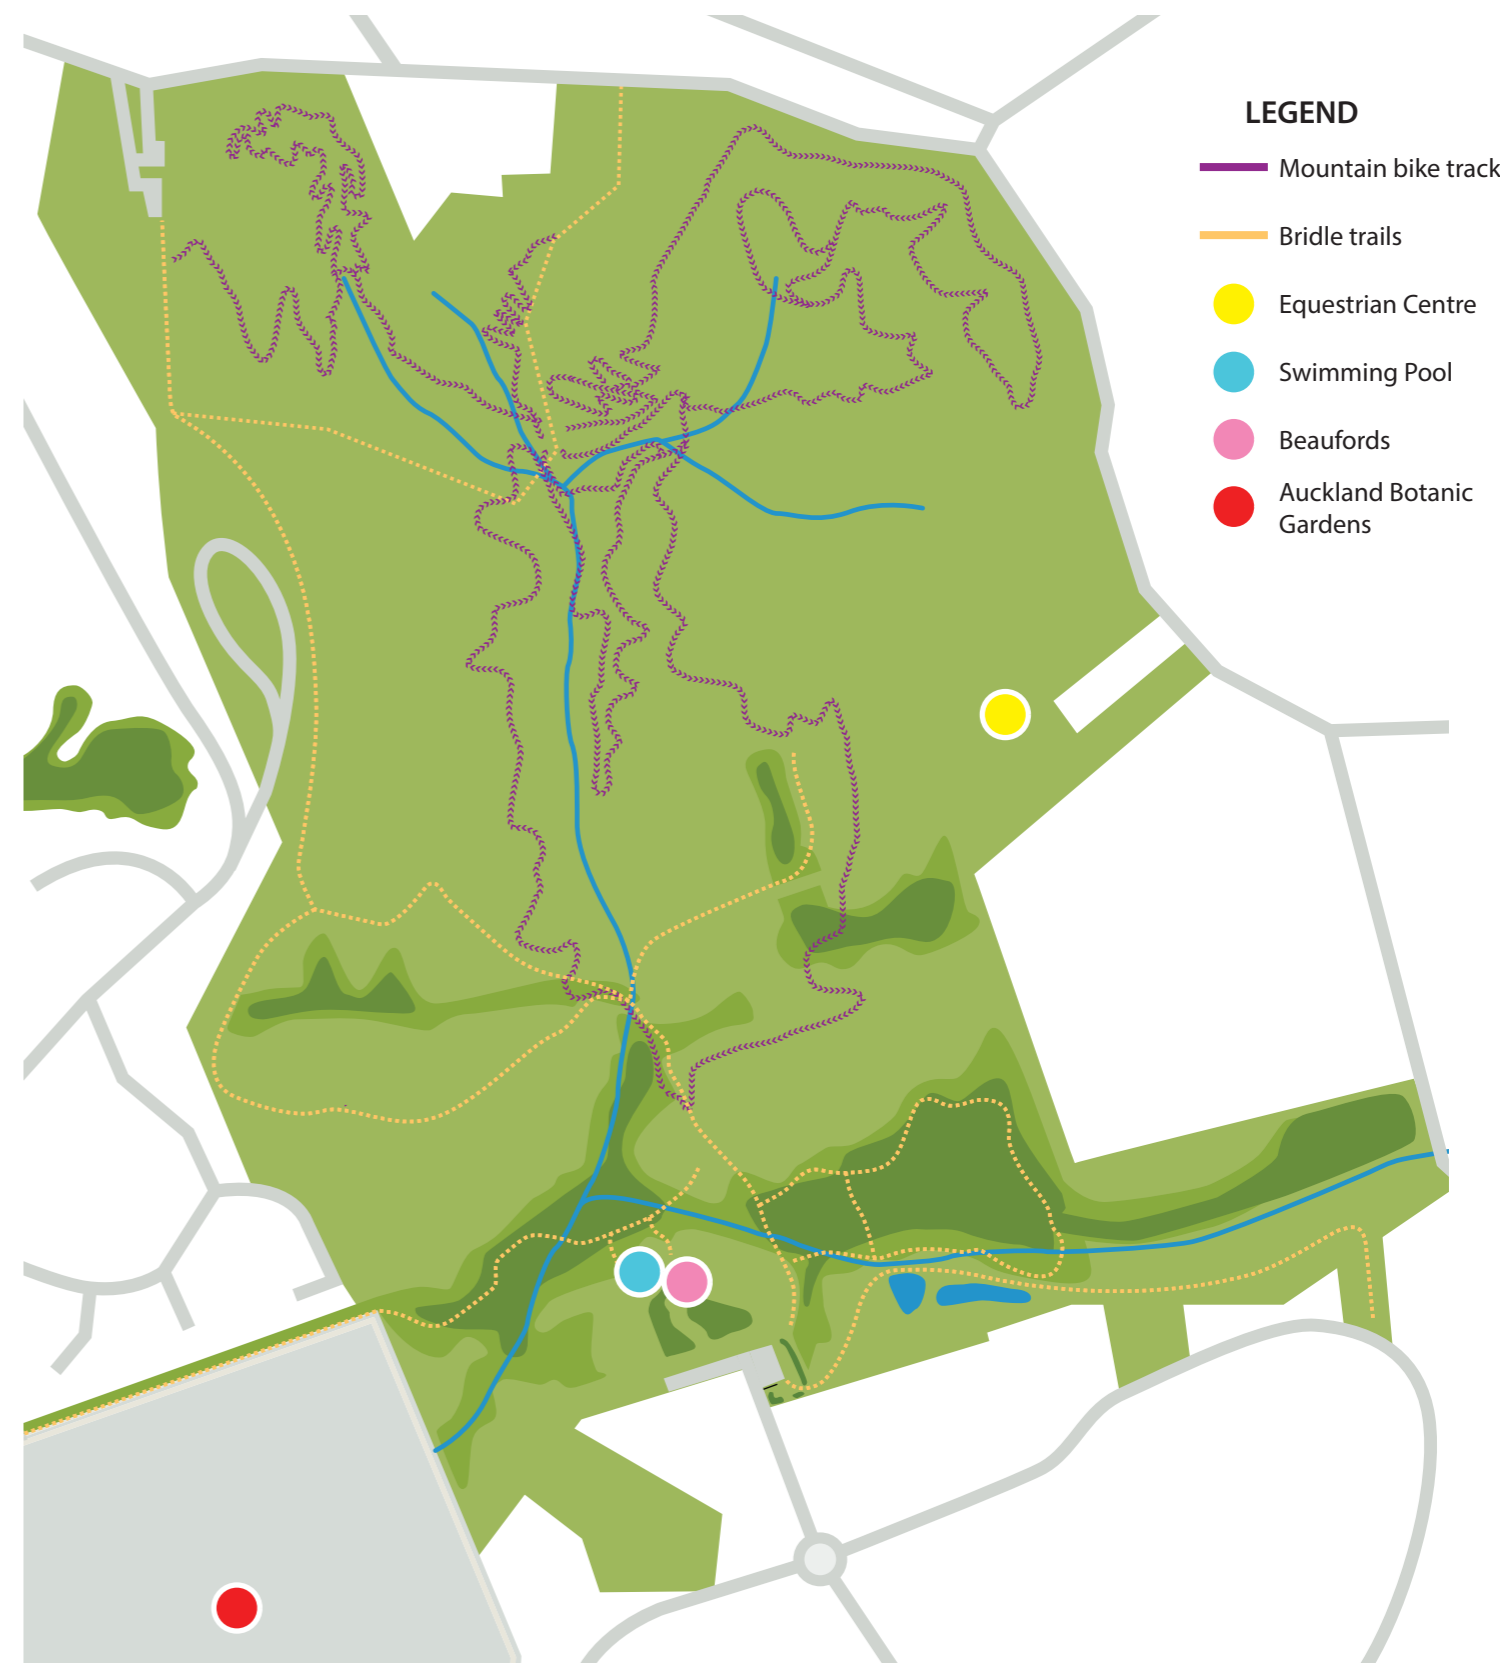 LEGEND
Mountain bike track
Bridle trails
Equestrian Centre
Swimming Pool
Beaufords
Auckland Botanic
Gardens